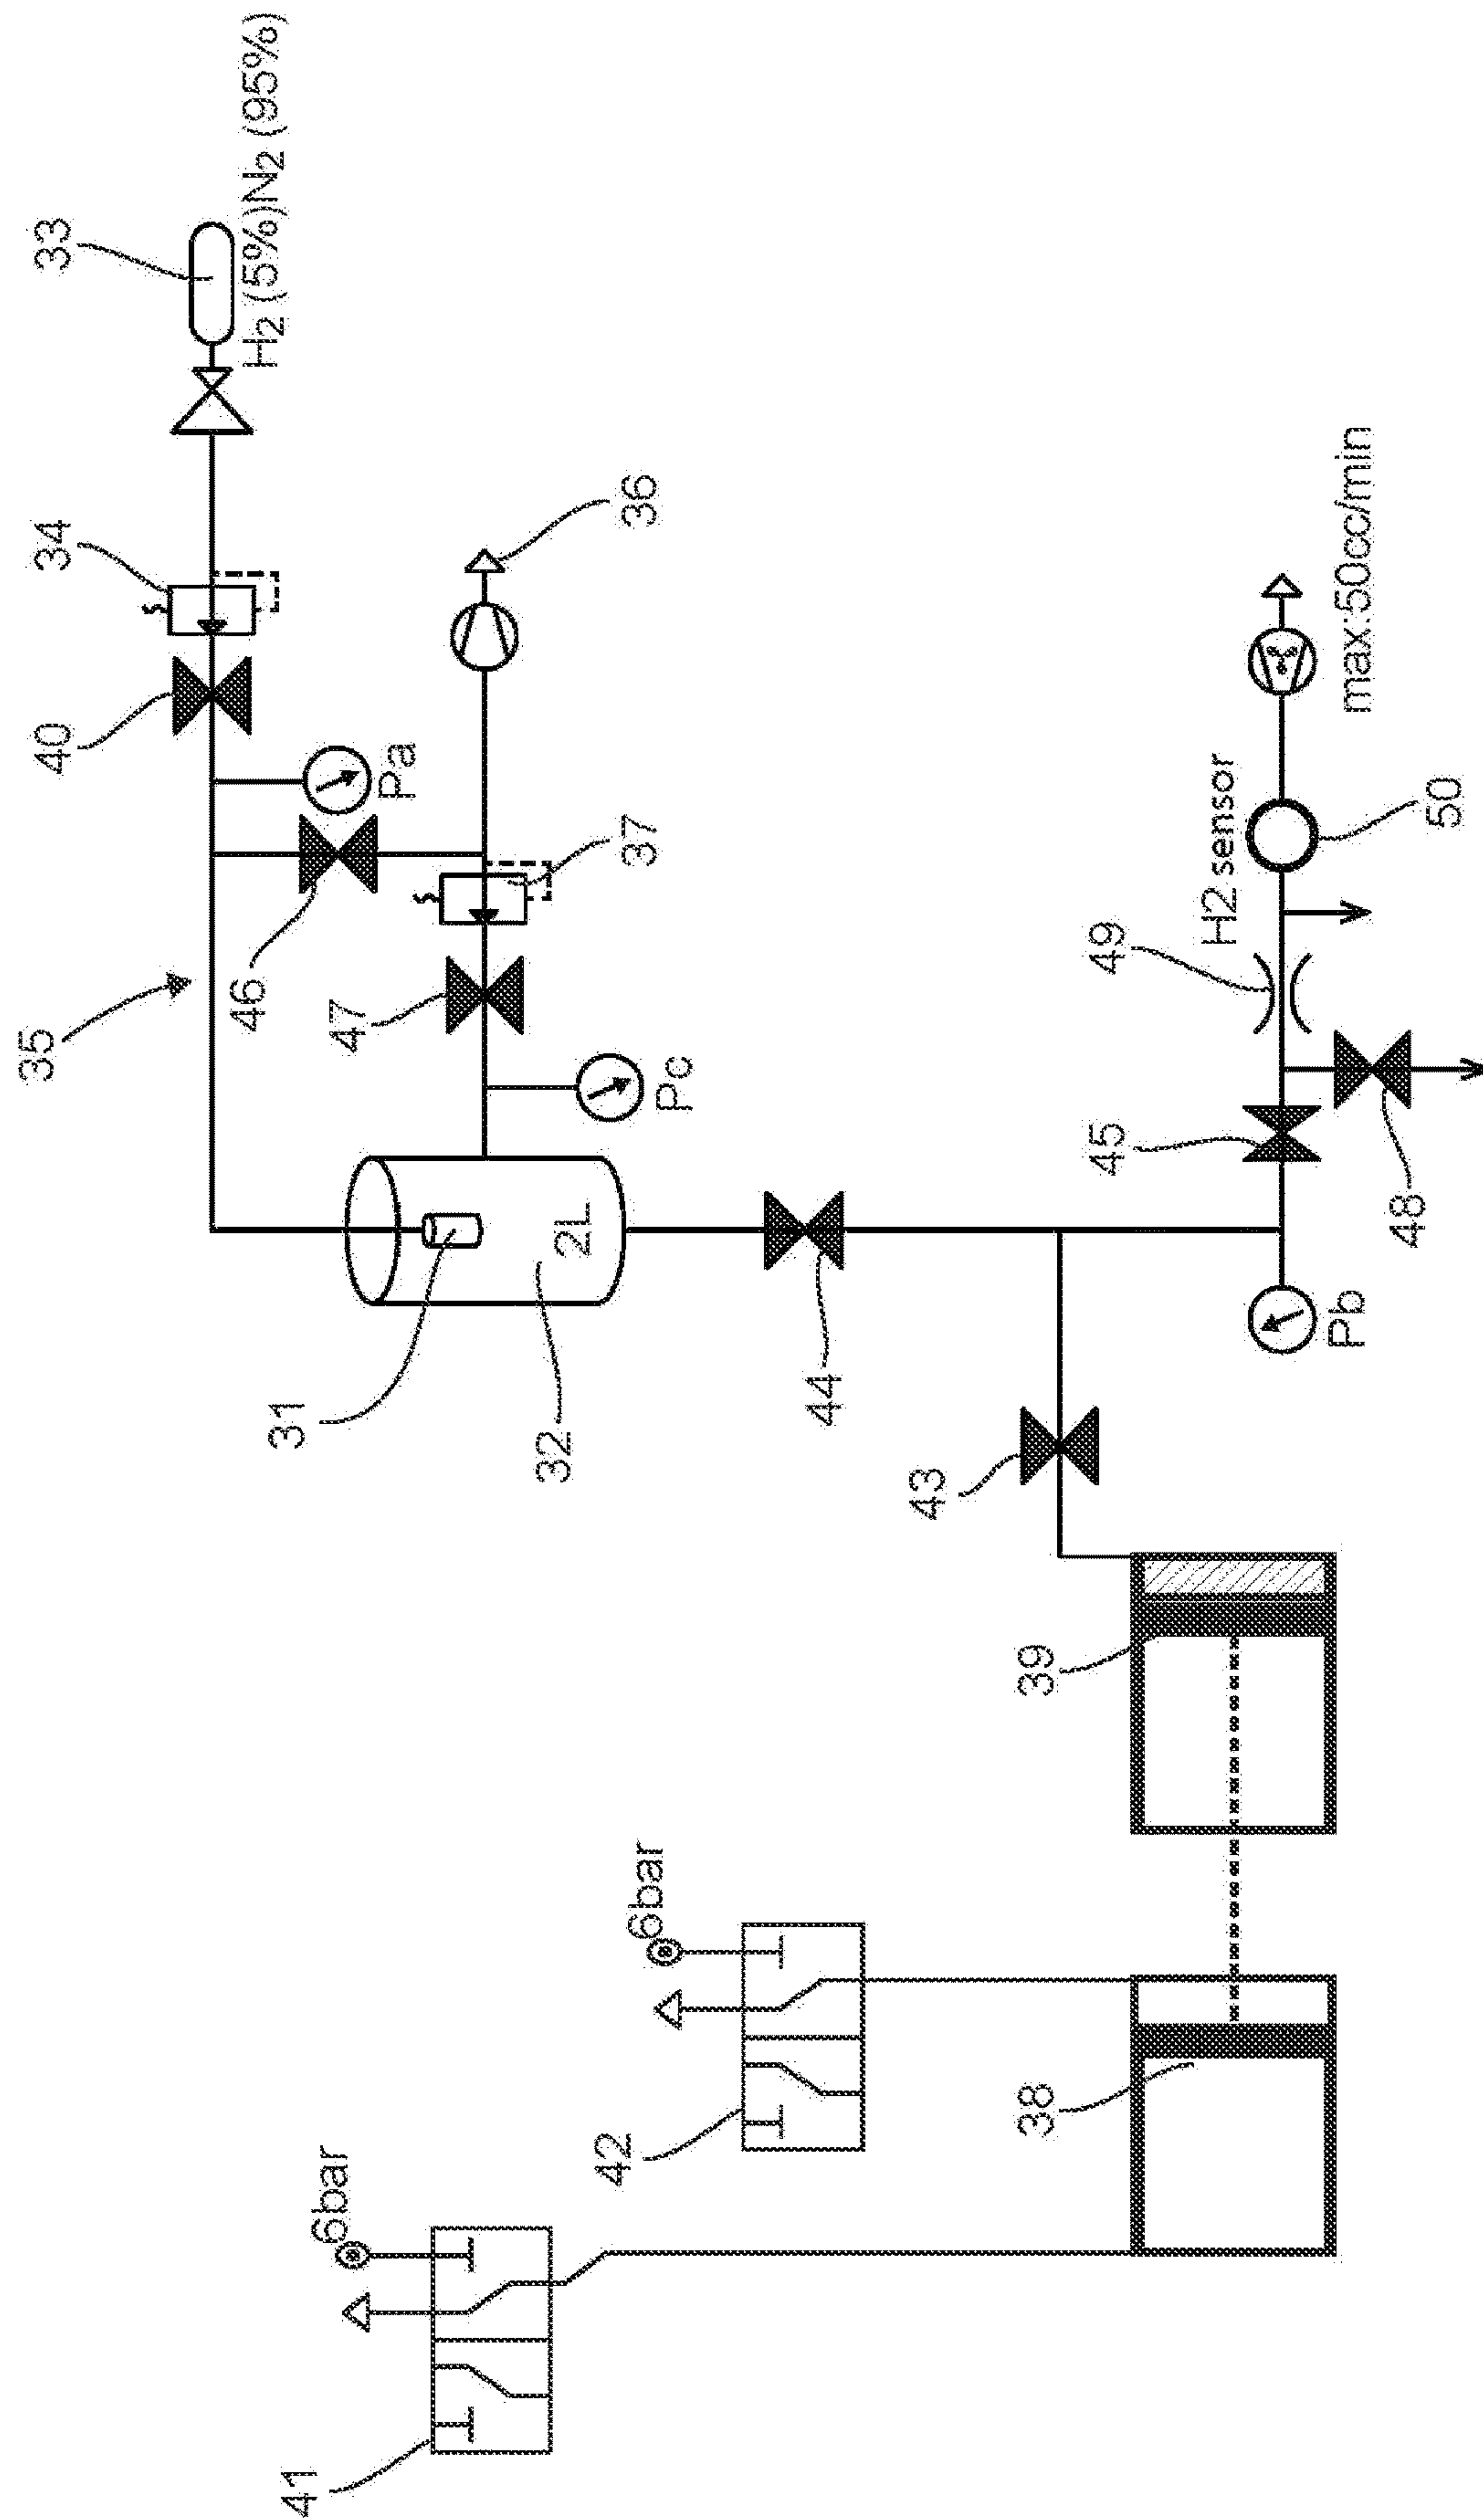 33
H₂ (5%)N₂ (95%)
34
40
Pa
36
46
37
35
47
Pc
31
32
2L
44
43
Pb
45
48
49
H2 sensor
50
max:50cc/min
39
38
6bar
42
6bar
41